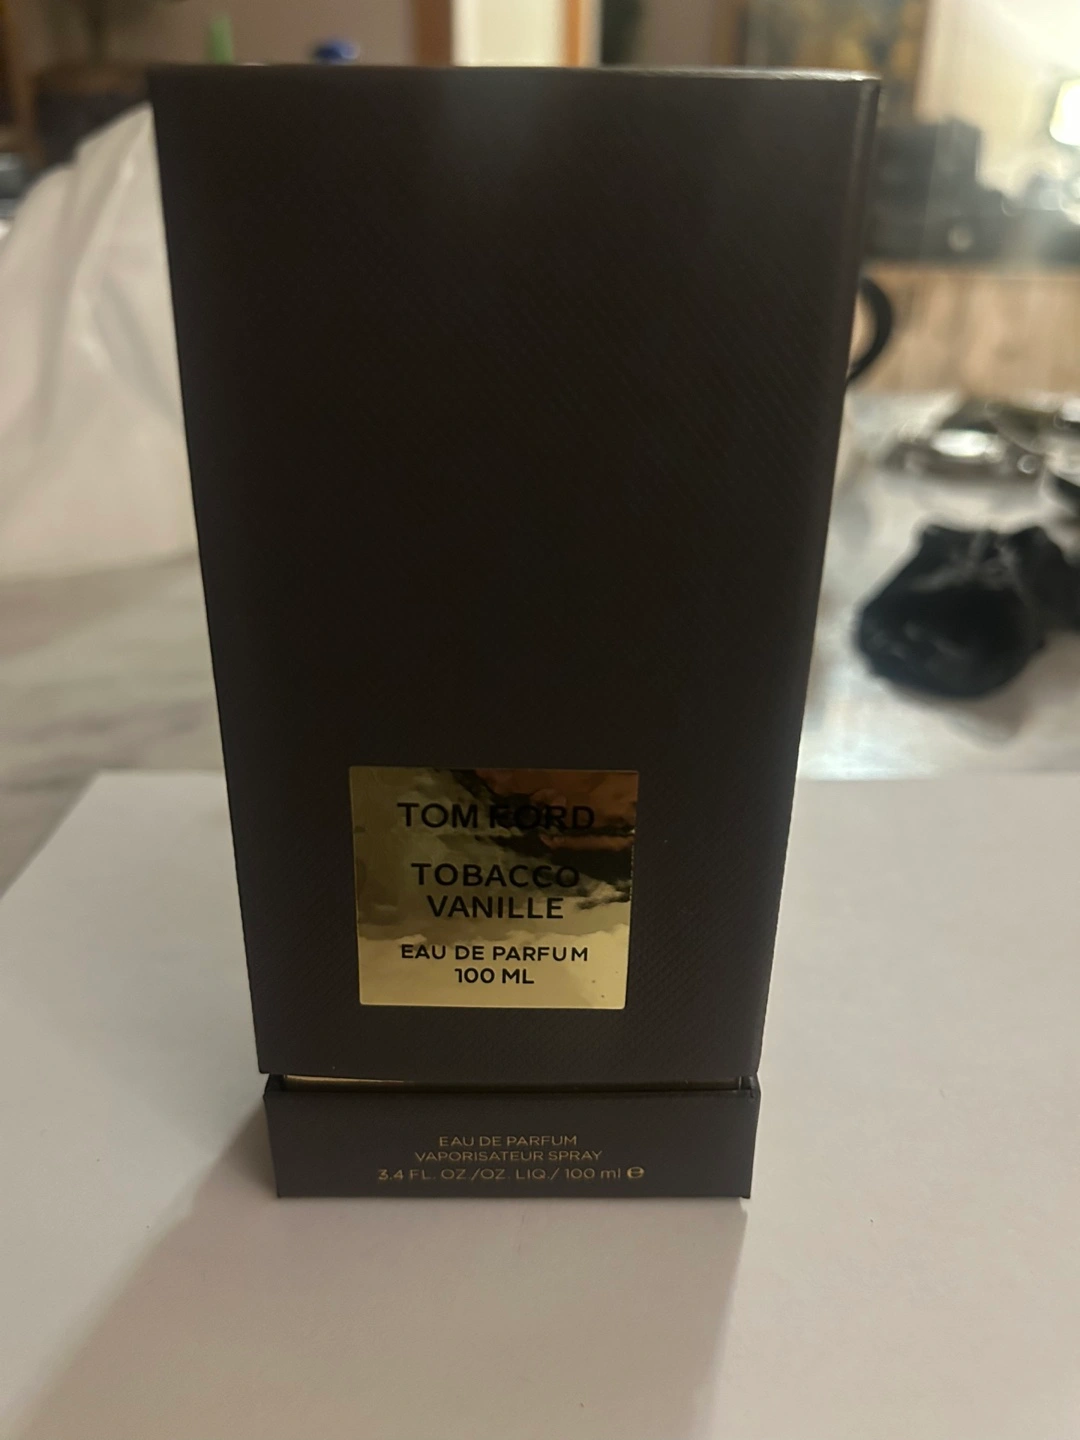 TOM FORD
TOBACCO
VANILLE
EAU DE PARFUM
100 ML
EAU DE PARFUM
VAPORISATEUR SPRAY
3.4 FL. OZ./OZ. LIQ./ 100 ml ℮